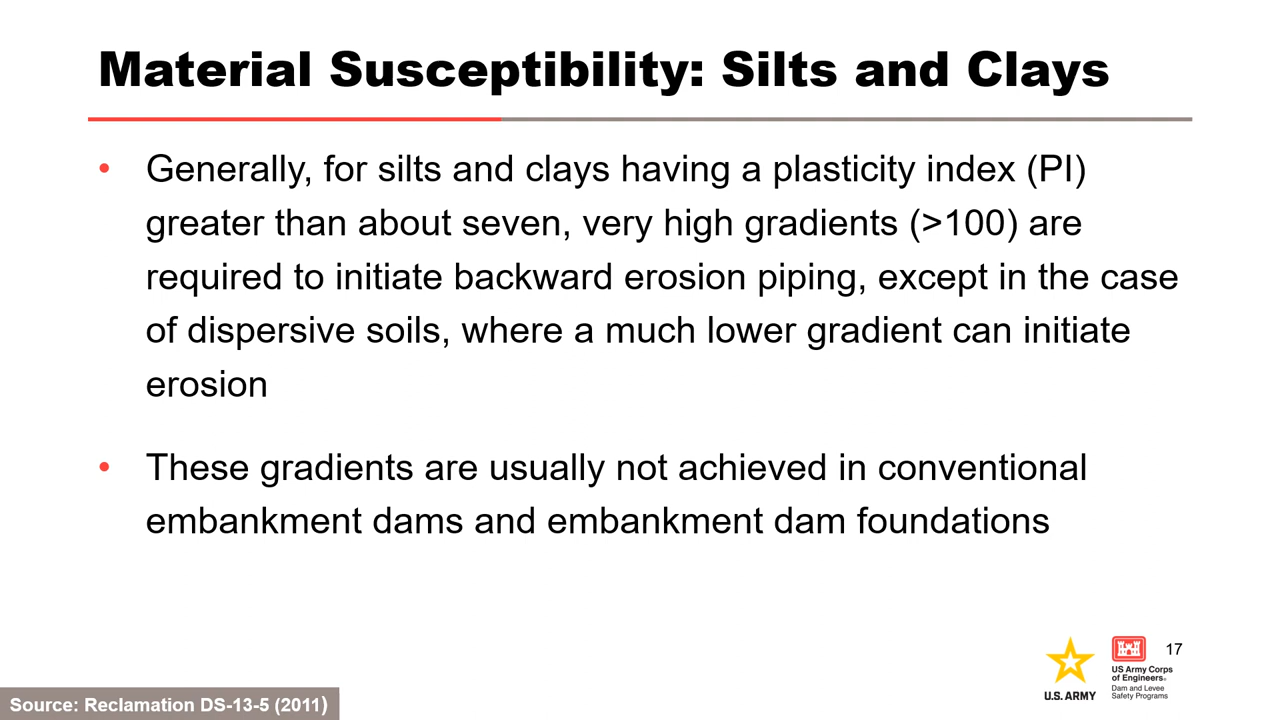 Material Susceptibility: Silts and Clays
• Generally, for silts and clays having a plasticity index (PI)
greater than about seven, very high gradients (>100) are
required to initiate backward erosion piping, except in the case
of dispersive soils, where a much lower gradient can initiate
erosion
• These gradients are usually not achieved in conventional
embankment dams and embankment dam foundations
17
U.S. ARMY
US Army Corps
of Engineers®
Dam and Levee
Safety Programs
Source: Reclamation DS-13-5 (2011)